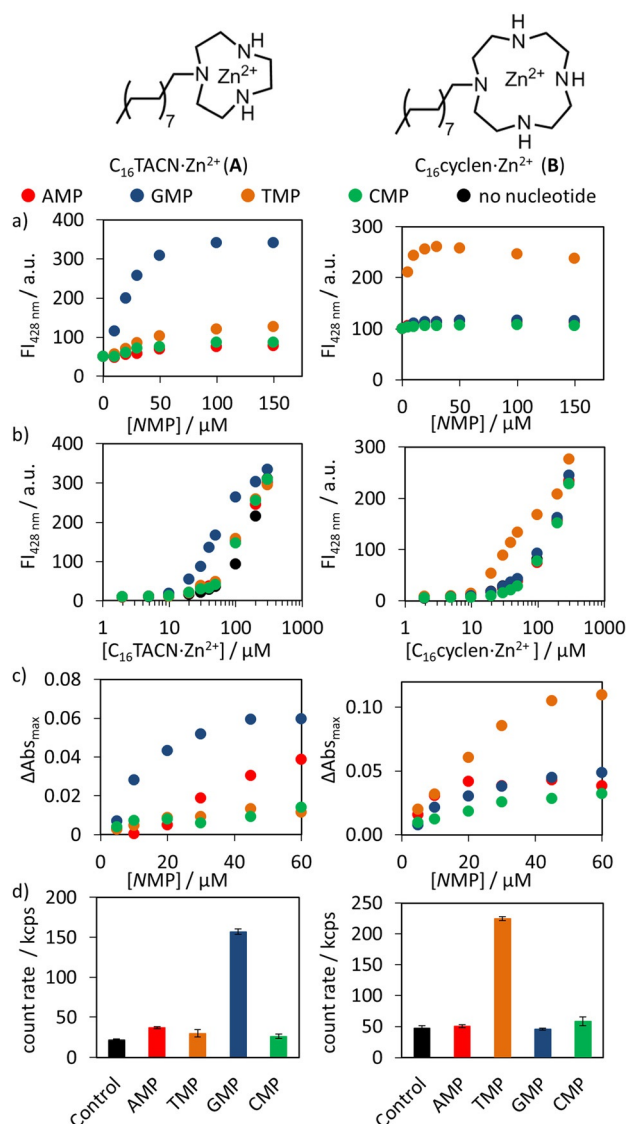 H
N
N Zn²⁺
N
H
7
C₁₆TACN·Zn²⁺ (A)
H
N
N Zn²⁺ NH
N
H
7
C₁₆cyclen·Zn²⁺ (B)
AMP GMP TMP CMP no nucleotide
a)
FI₄₂₈ ₙₘ / a.u.
400
300
200
100
0
0 50 100 150
[NMP] / µM
FI₄₂₈ ₙₘ / a.u.
300
200
100
0
0 50 100 150
[NMP] / µM
b)
FI₄₂₈ ₙₘ / a.u.
400
300
200
100
0
1 10 100 1000
[C₁₆TACN·Zn²⁺] / µM
FI₄₂₈ ₙₘ / a.u.
300
200
100
0
1 10 100 1000
[C₁₆cyclen·Zn²⁺] / µM
c)
ΔAbsₘₐₓ
0.08
0.06
0.04
0.02
0
0 20 40 60
[NMP] / µM
ΔAbsₘₐₓ
0.10
0.05
0.00
0 20 40 60
[NMP] / µM
d)
count rate / kcps
200
150
100
50
0
Control AMP TMP GMP CMP
count rate / kcps
250
200
150
100
50
0
Control AMP TMP GMP CMP